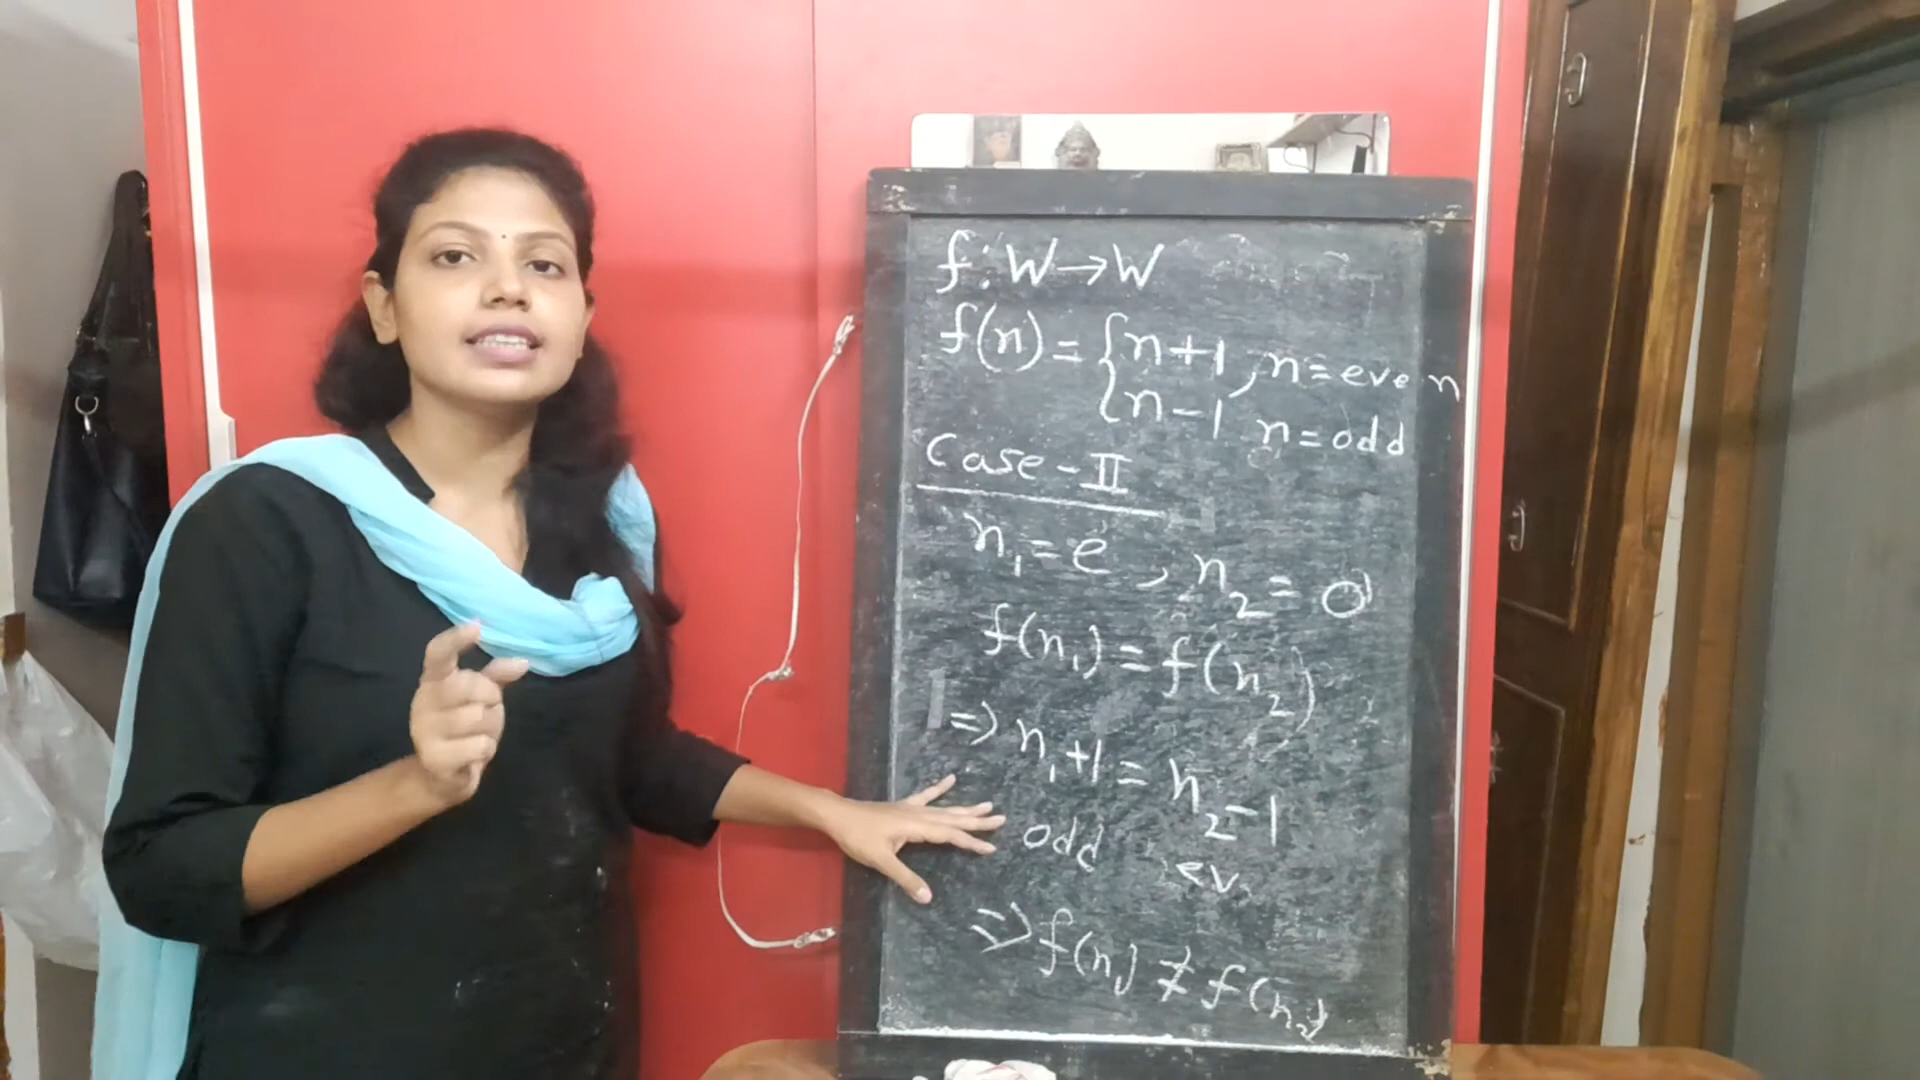 f: W→W
f(n) = { n+1, n=even
n-1 n=odd
Case-II
n₁=e, n₂=o
f(n₁) = f(n₂)
⇒ n₁+1 = n₂-1
odd ev.
⇒ f(n₁) ≠ f(n₂)